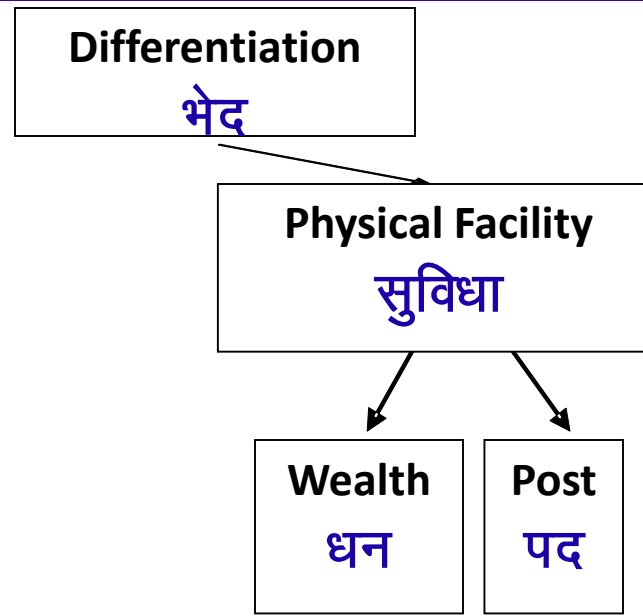 Differentiation
भेद
Physical Facility
सुविधा
Wealth
धन
Post
पद